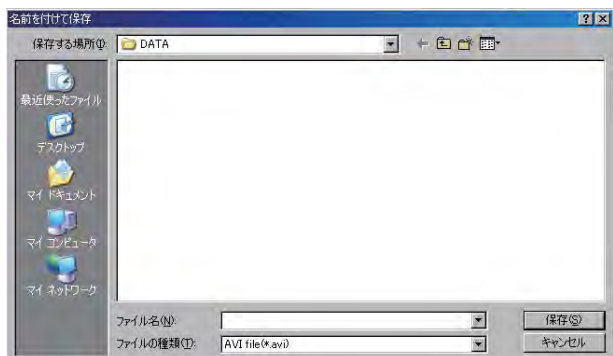 名前を付けて保存
保存する場所(I):
DATA
最近使ったファイル
デスクトップ
マイ ドキュメント
マイ コンピュータ
マイ ネットワーク
ファイル名(N):
保存(S)
ファイルの種類(T):
AVI file(*.avi)
キャンセル